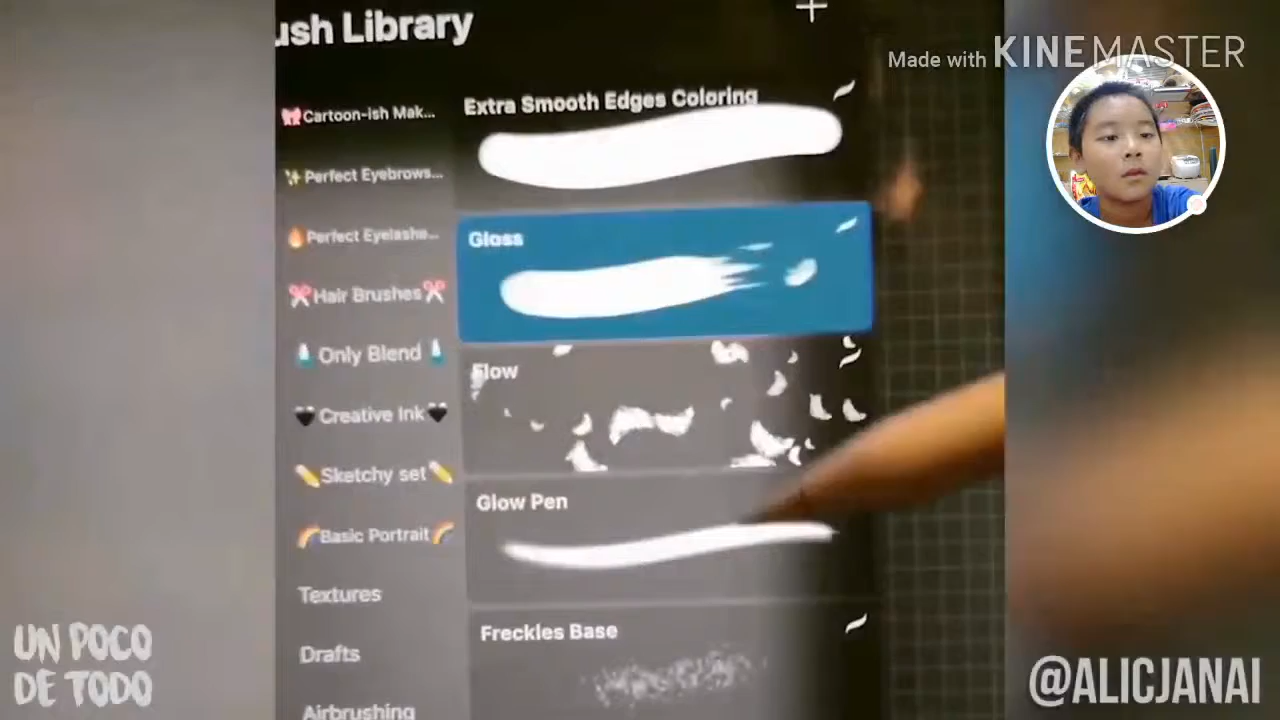 ush Library
Made with KINEMASTER
Extra Smooth Edges Coloring
Cartoon-ish Mak...
Perfect Eyebrows...
Gloss
Perfect Eyelashe...
Hair Brushes
Only Blend
Flow
Creative Ink
Sketchy set
Glow Pen
Basic Portrait
Textures
Freckles Base
Drafts
Airbrushing
UN POCO
DE TODO
@ALICJANAI